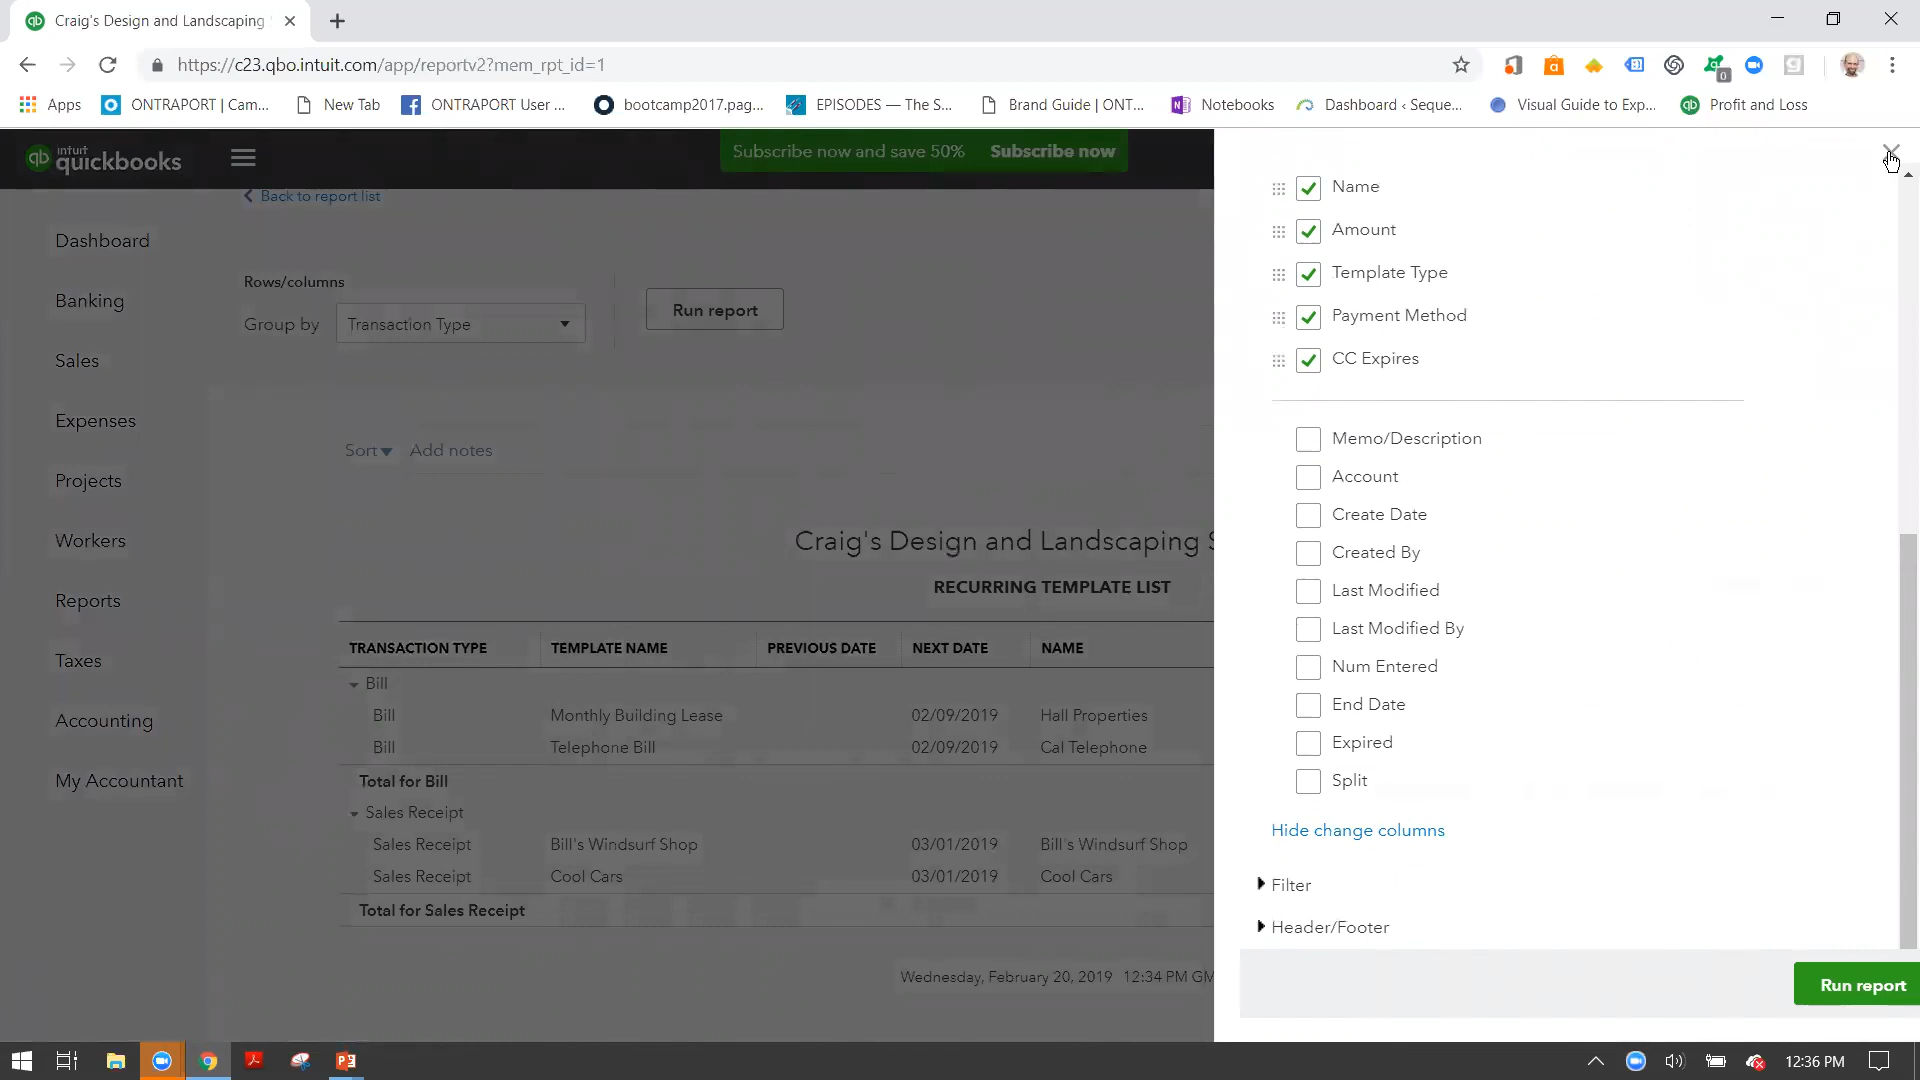 Craig's Design and Landscaping
https://c23.qbo.intuit.com/app/reportv2?mem_rpt_id=1
0
Apps ONTRAPORT | Cam... New Tab ONTRAPORT User ... bootcamp2017.pag... EPISODES — The S... Brand Guide | ONT... Notebooks Dashboard ‹ Seque... Visual Guide to Exp... Profit and Loss
qb intuit quickbooks
Subscribe now and save 50% Subscribe now
Back to report list
Dashboard
Banking
Sales
Expenses
Projects
Workers
Reports
Taxes
Accounting
My Accountant
Rows/columns
Group by Transaction Type Run report
Sort Add notes
Craig's Design and Landscaping S
RECURRING TEMPLATE LIST
TRANSACTION TYPE TEMPLATE NAME PREVIOUS DATE NEXT DATE NAME
Bill
Bill Monthly Building Lease 02/09/2019 Hall Properties
Bill Telephone Bill 02/09/2019 Cal Telephone
Total for Bill
Sales Receipt
Sales Receipt Bill's Windsurf Shop 03/01/2019 Bill's Windsurf Shop
Sales Receipt Cool Cars 03/01/2019 Cool Cars
Total for Sales Receipt
Wednesday, February 20, 2019 12:34 PM GM
Name
Amount
Template Type
Payment Method
CC Expires
Memo/Description
Account
Create Date
Created By
Last Modified
Last Modified By
Num Entered
End Date
Expired
Split
Hide change columns
Filter
Header/Footer
Run report
12:36 PM